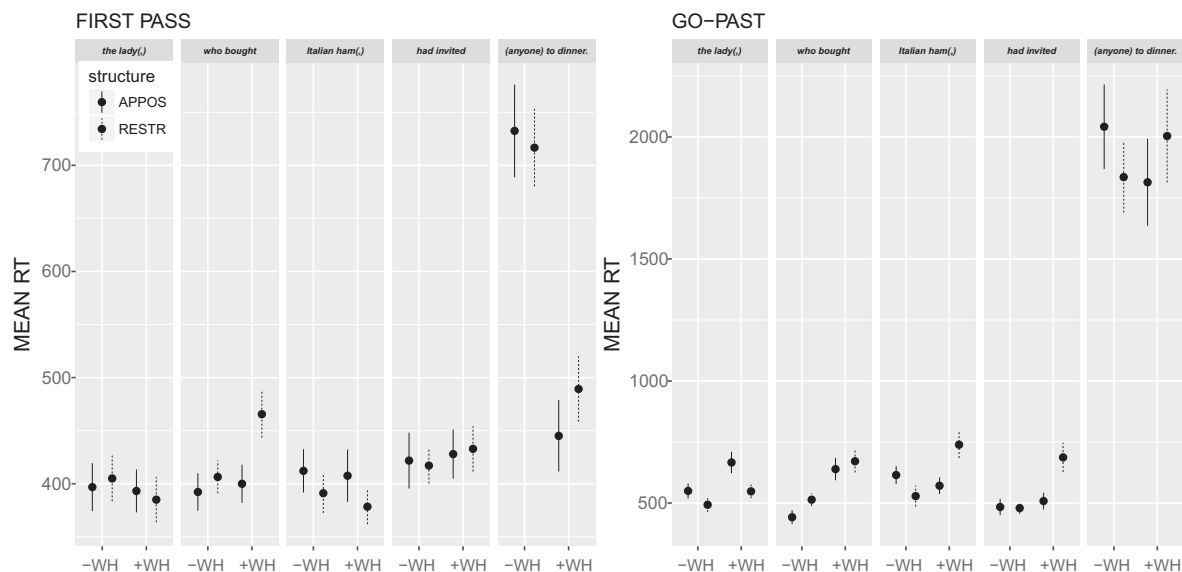 FIRST PASS
the lady(,)
who bought
Italian ham(,)
had invited
(anyone) to dinner.
structure
APPOS
RESTR
MEAN RT
700
600
500
400
−WH +WH
−WH +WH
−WH +WH
−WH +WH
−WH +WH
GO−PAST
the lady(,)
who bought
Italian ham(,)
had invited
(anyone) to dinner.
MEAN RT
2000
1500
1000
500
−WH +WH
−WH +WH
−WH +WH
−WH +WH
−WH +WH